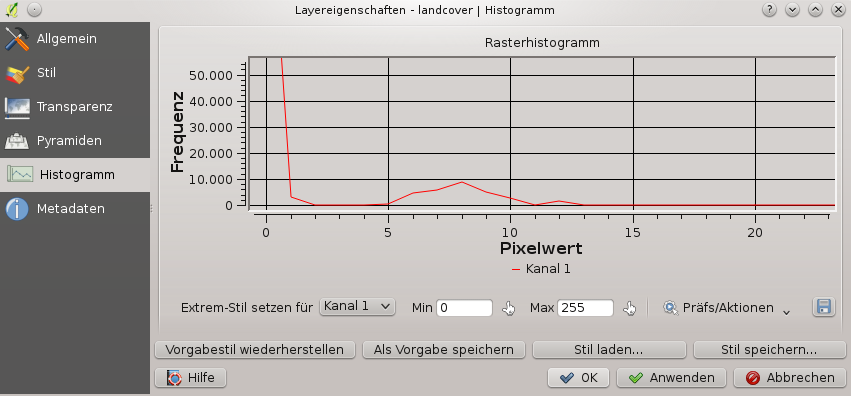 Layereigenschaften - landcover | Histogramm
Allgemein
Stil
Transparenz
Pyramiden
Histogramm
Metadaten
Rasterhistogramm
Frequenz
50.000
40.000
30.000
20.000
10.000
0
0 5 10 15 20
Pixelwert
Kanal 1
Extrem-Stil setzen für Kanal 1 Min 0 Max 255 Präfs/Aktionen
Vorgabestil wiederherstellen Als Vorgabe speichern Stil laden... Stil speichern...
Hilfe OK Anwenden Abbrechen